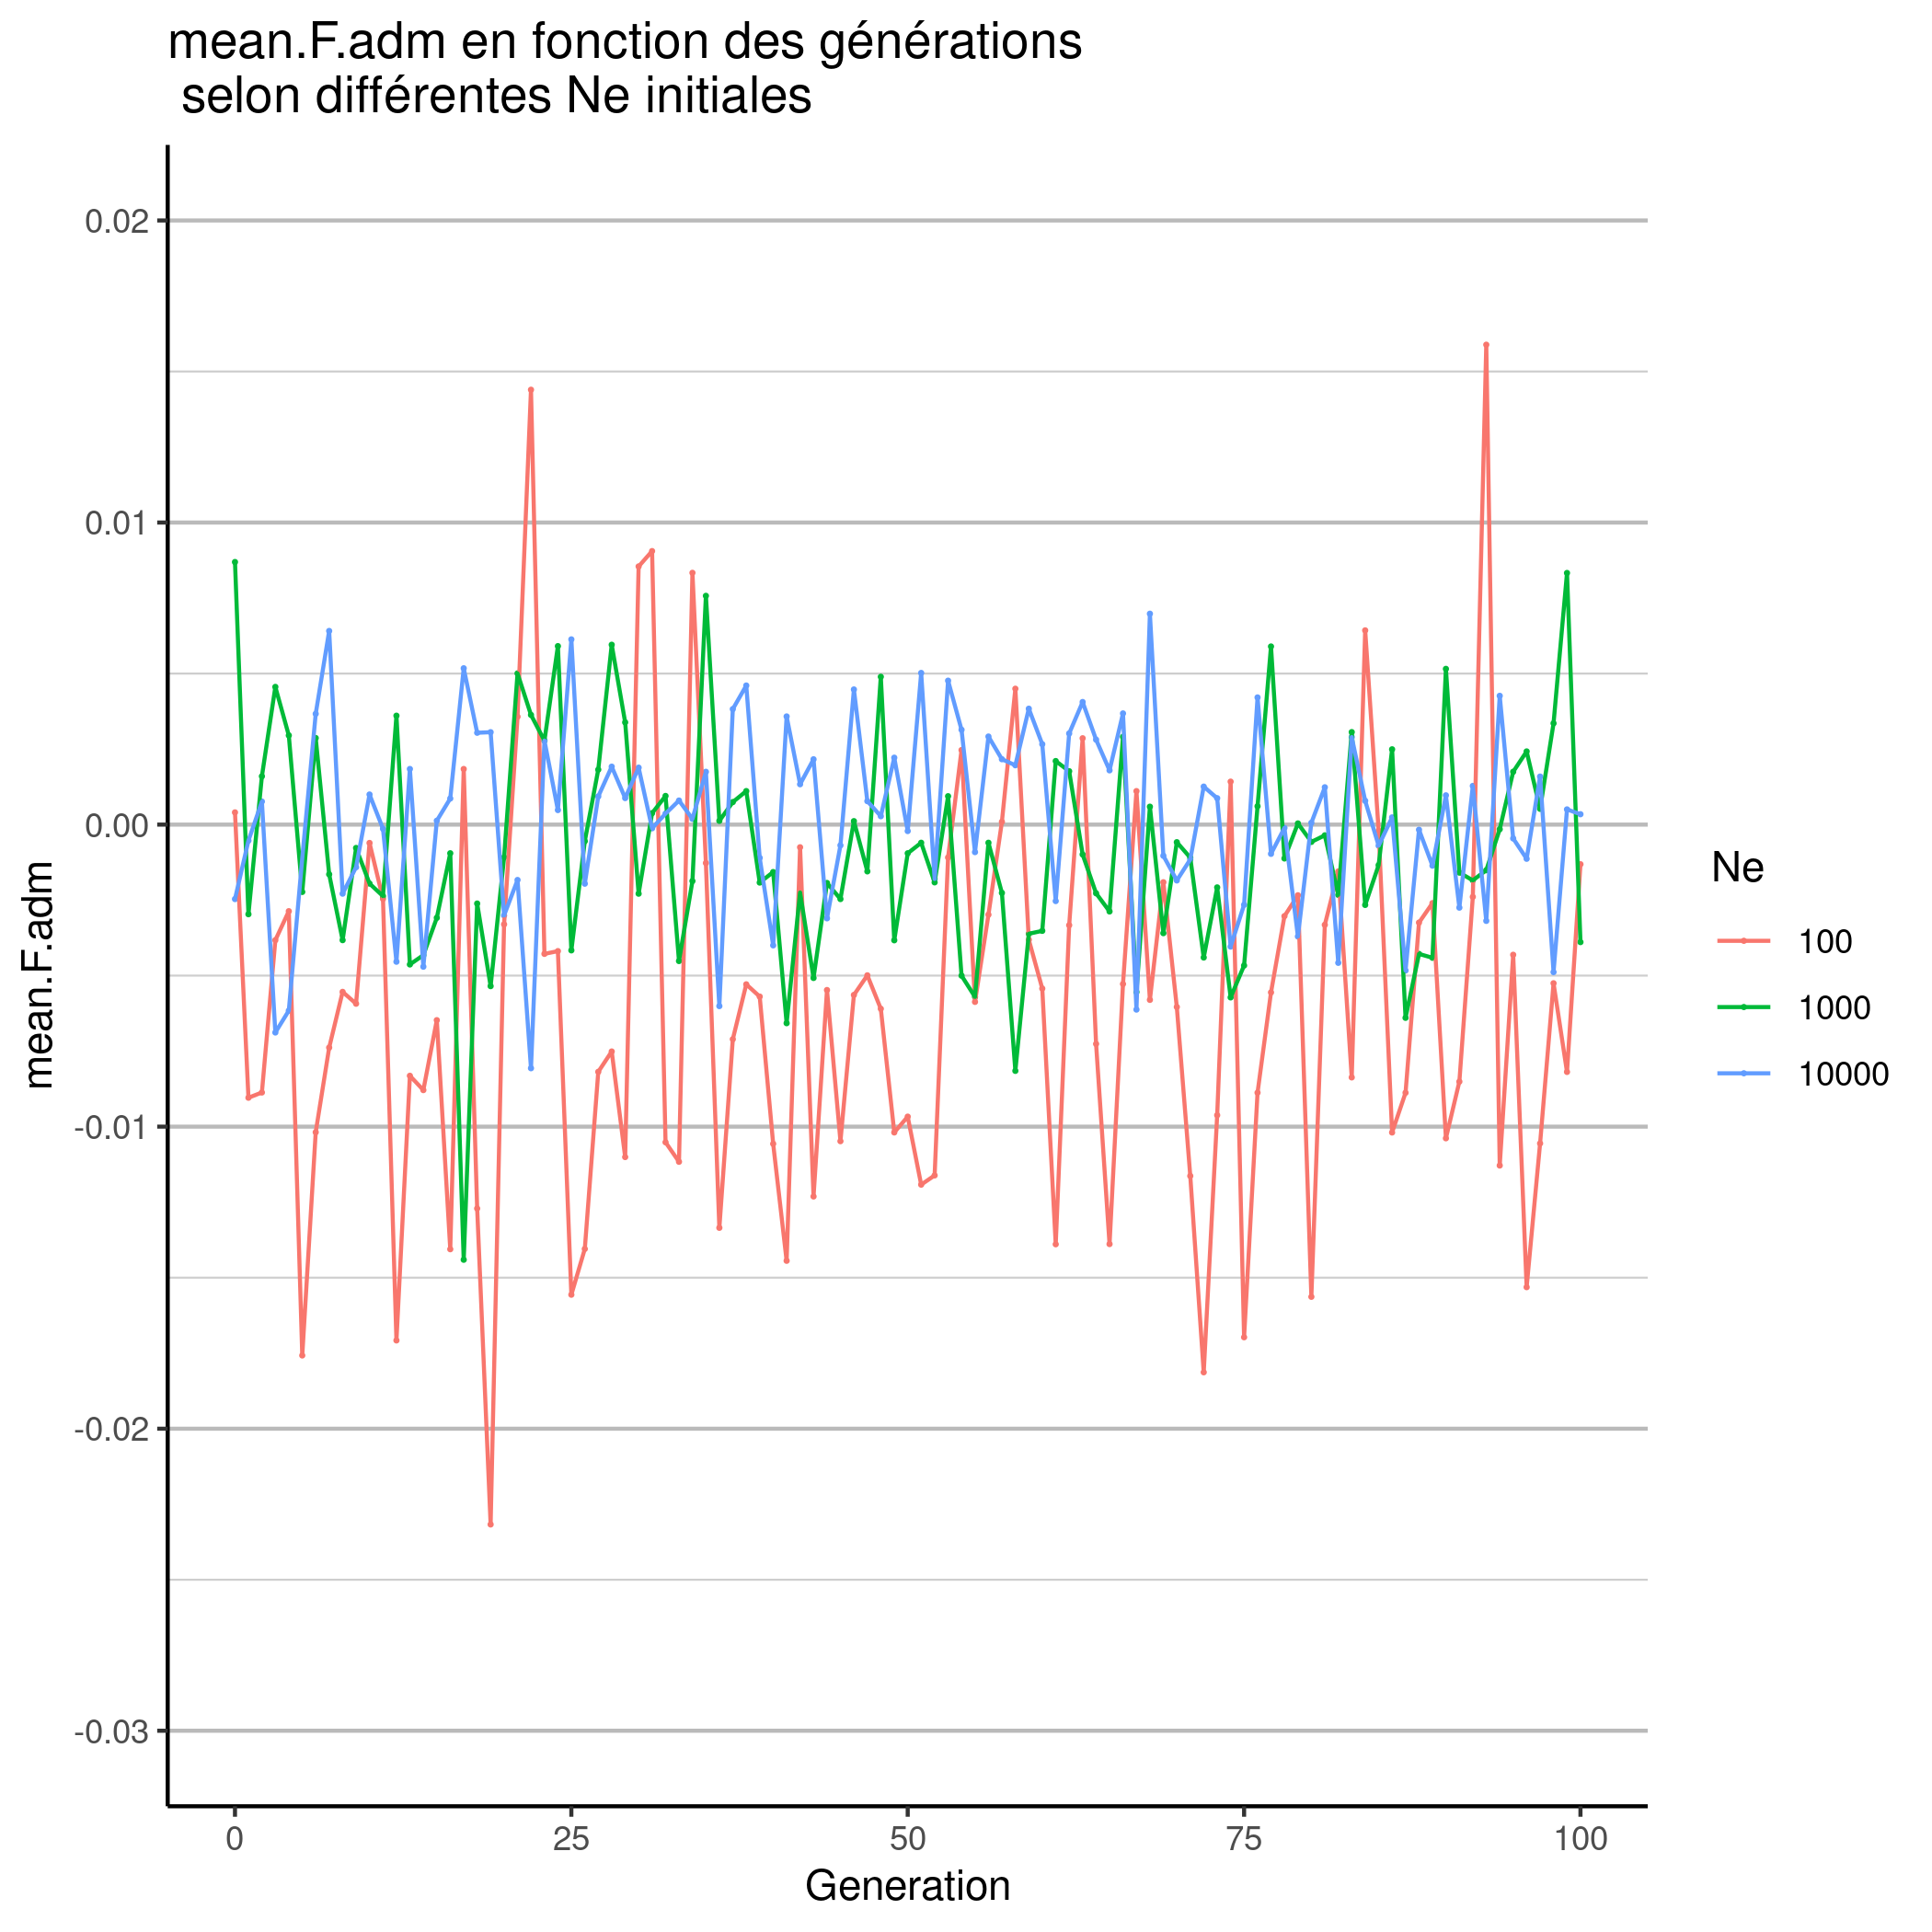 mean.F.adm en fonction des générations
selon différentes Ne initiales
0.02
0.01
0.00
-0.01
-0.02
-0.03
mean.F.adm
0 25 50 75 100
Generation
Ne
100
1000
10000